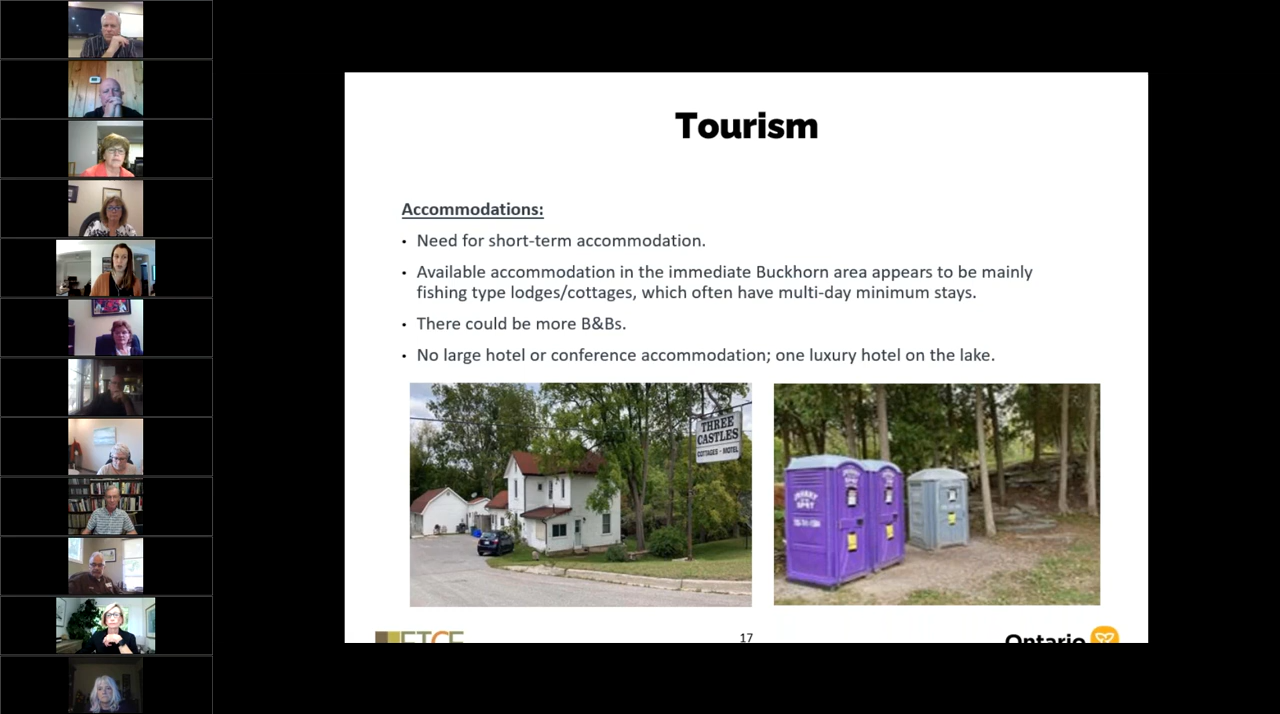 Tourism
Accommodations:
• Need for short-term accommodation.
• Available accommodation in the immediate Buckhorn area appears to be mainly
fishing type lodges/cottages, which often have multi-day minimum stays.
• There could be more B&Bs.
• No large hotel or conference accommodation; one luxury hotel on the lake.
THREE
CASTLES
COTTAGES - MOTEL
JOHNNY
SPOT
17
Ontario